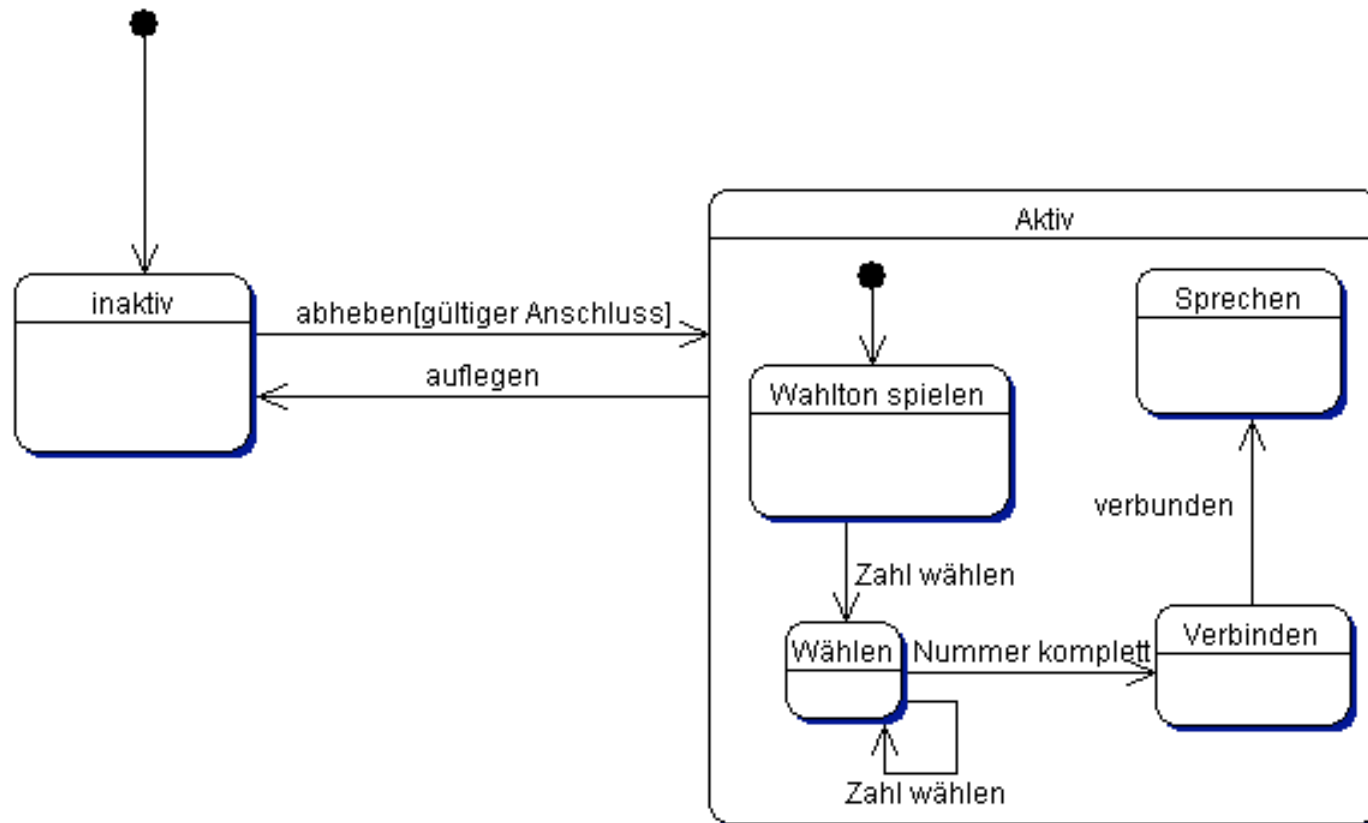 Aktiv
inaktiv
abheben[gültiger Anschluss]
auflegen
Sprechen
Wahlton spielen
verbunden
Zahl wählen
Wählen
Nummer komplett
Verbinden
Zahl wählen